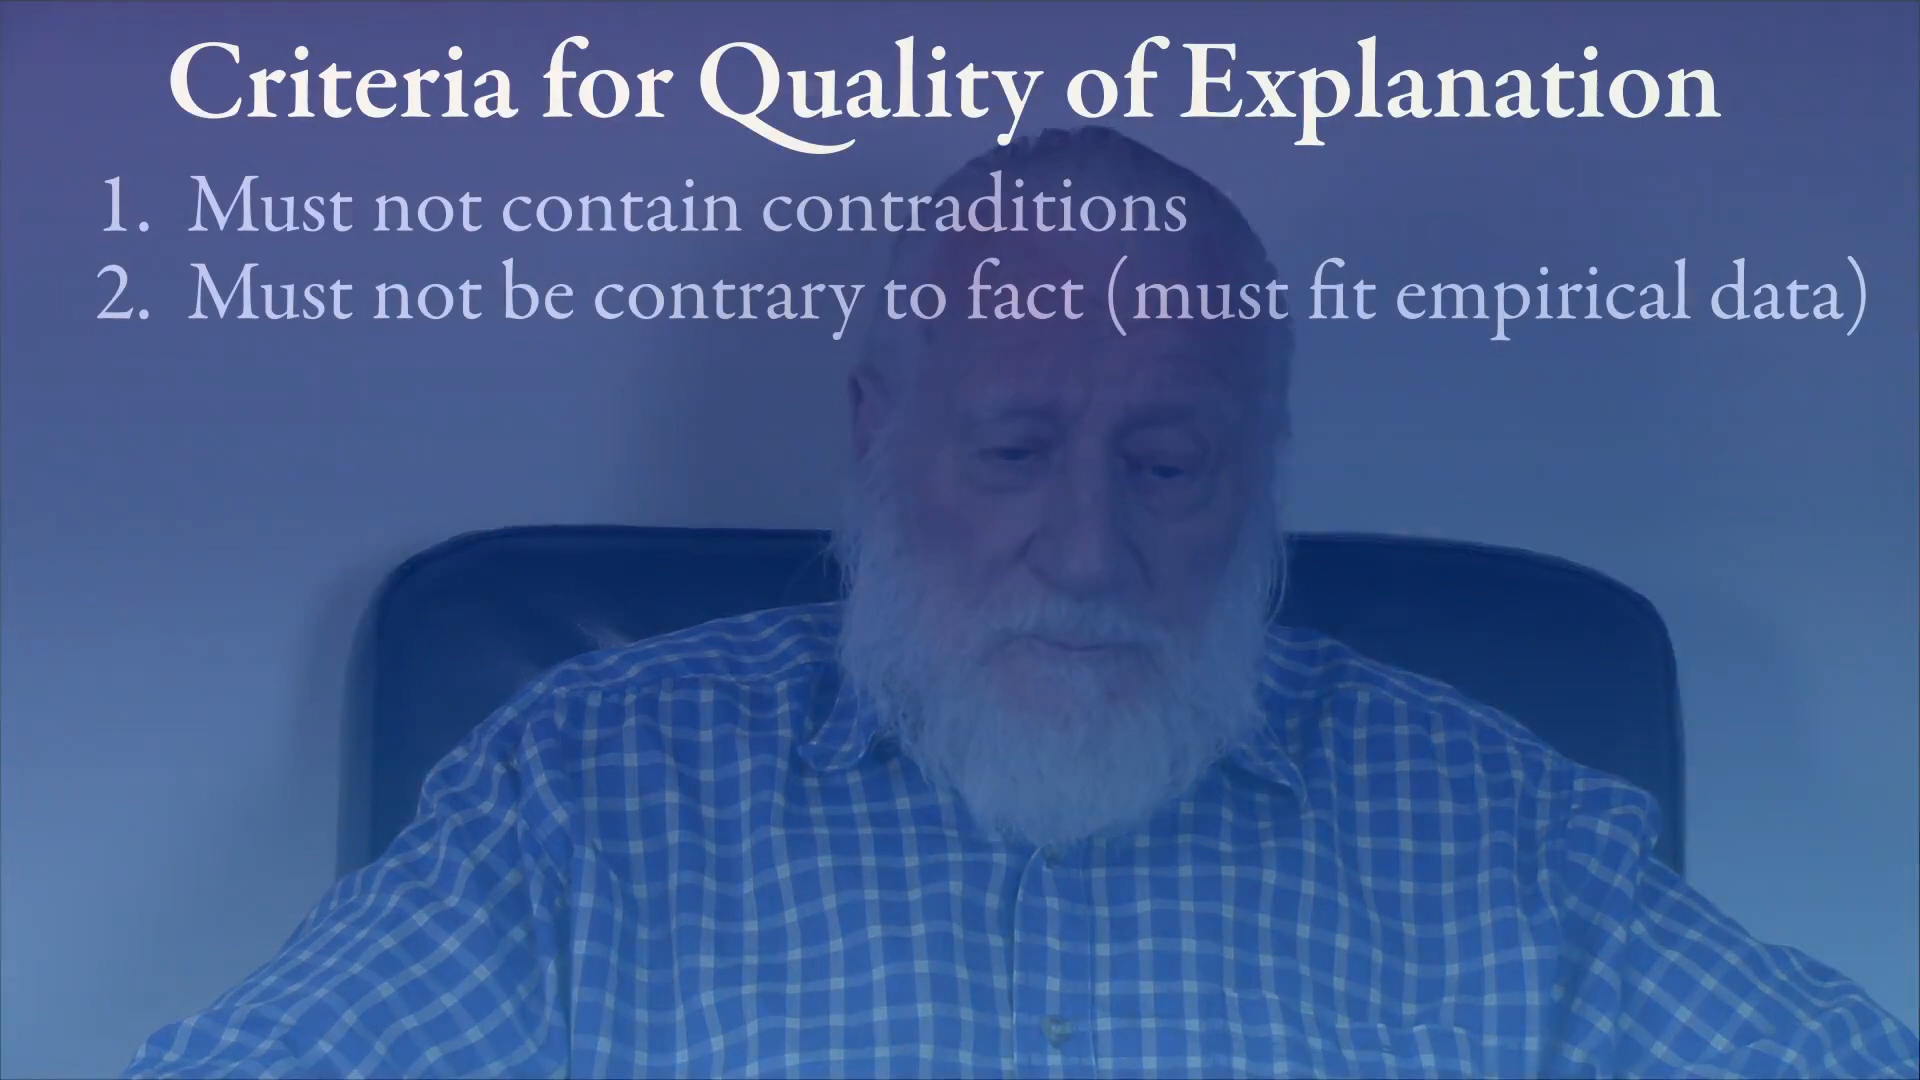 Criteria for Quality of Explanation
1. Must not contain contraditions
2. Must not be contrary to fact (must fit empirical data)